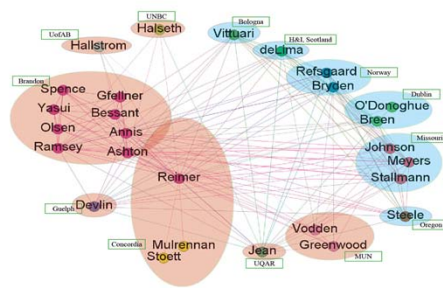 UNBC
Halseth
Bologna
Vittuari
UofAB
Hallstrom
H&I. Scotland
deLima
Brandon
Spence
Gfellner
Yasui
Bessant
Olsen
Annis
Ramsey
Ashton
Refsgaard
Norway
Bryden
Dublin
O'Donoghue
Breen
Missouri
Johnson
Meyers
Stallmann
Reimer
Devlin
Guelph
Steele
Oregon
Concordia
Mulrennan
Stoett
Jean
UQAR
Vodden
Greenwood
MUN